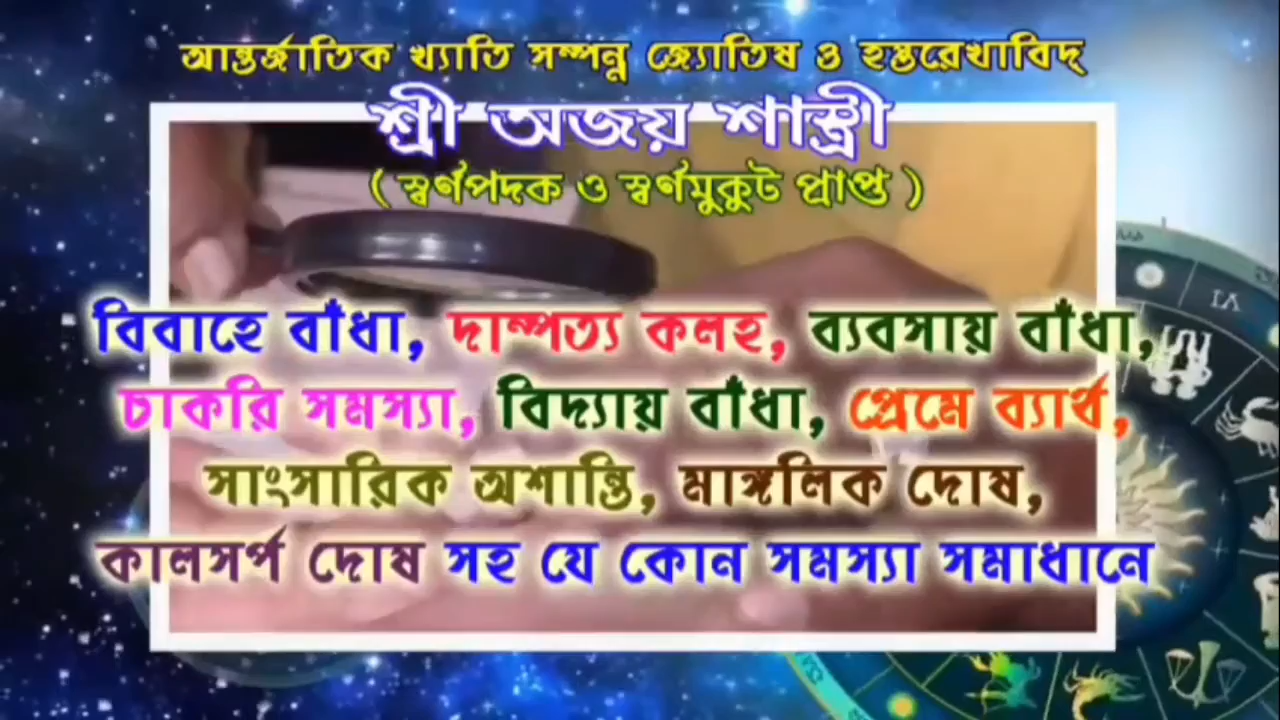 আন্তর্জাতিক খ্যাতি সম্পন্ন জ্যোতিষ ও হস্তরেখাবিদ্
শ্রী অজয় শাস্ত্রী
( স্বর্ণপদক ও স্বর্ণমুকুট প্রাপ্ত )
বিবাহে বাঁধা, দাম্পত্য কলহ, ব্যবসায় বাঁধা,
চাকরি সমস্যা, বিদ্যায় বাঁধা, প্রেমে ব্যার্থ,
সাংসারিক অশান্তি, মাঙ্গলিক দোষ,
কালসর্প দোষ সহ যে কোন সমস্যা সমাধানে